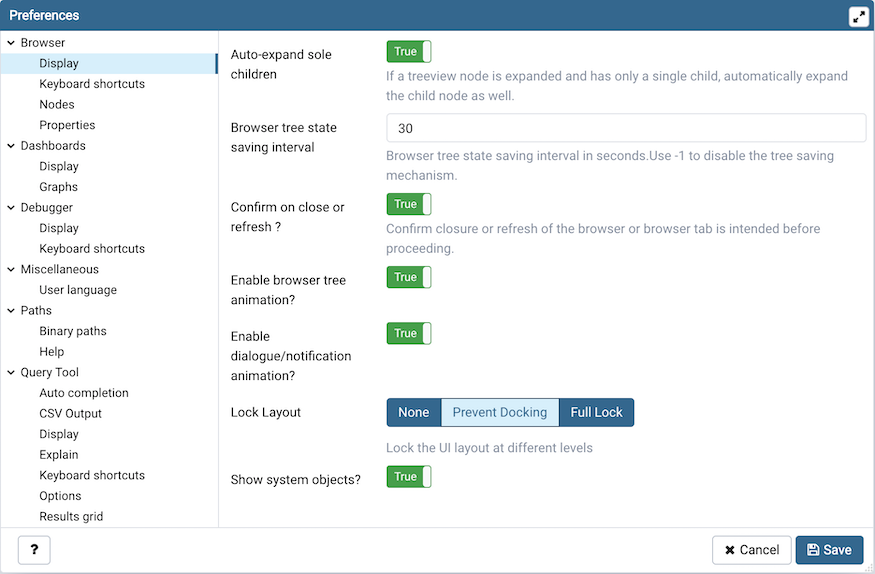 Preferences
Browser
Display
Keyboard shortcuts
Nodes
Properties
Dashboards
Display
Graphs
Debugger
Display
Keyboard shortcuts
Miscellaneous
User language
Paths
Binary paths
Help
Query Tool
Auto completion
CSV Output
Display
Explain
Keyboard shortcuts
Options
Results grid
Auto-expand sole
children
True
If a treeview node is expanded and has only a single child, automatically expand
the child node as well.
Browser tree state
saving interval
30
Browser tree state saving interval in seconds.Use -1 to disable the tree saving
mechanism.
Confirm on close or
refresh ?
True
Confirm closure or refresh of the browser or browser tab is intended before
proceeding.
Enable browser tree
animation?
True
Enable
dialogue/notification
animation?
True
Lock Layout
None Prevent Docking Full Lock
Lock the UI layout at different levels
Show system objects?
True
? ✖ Cancel Save